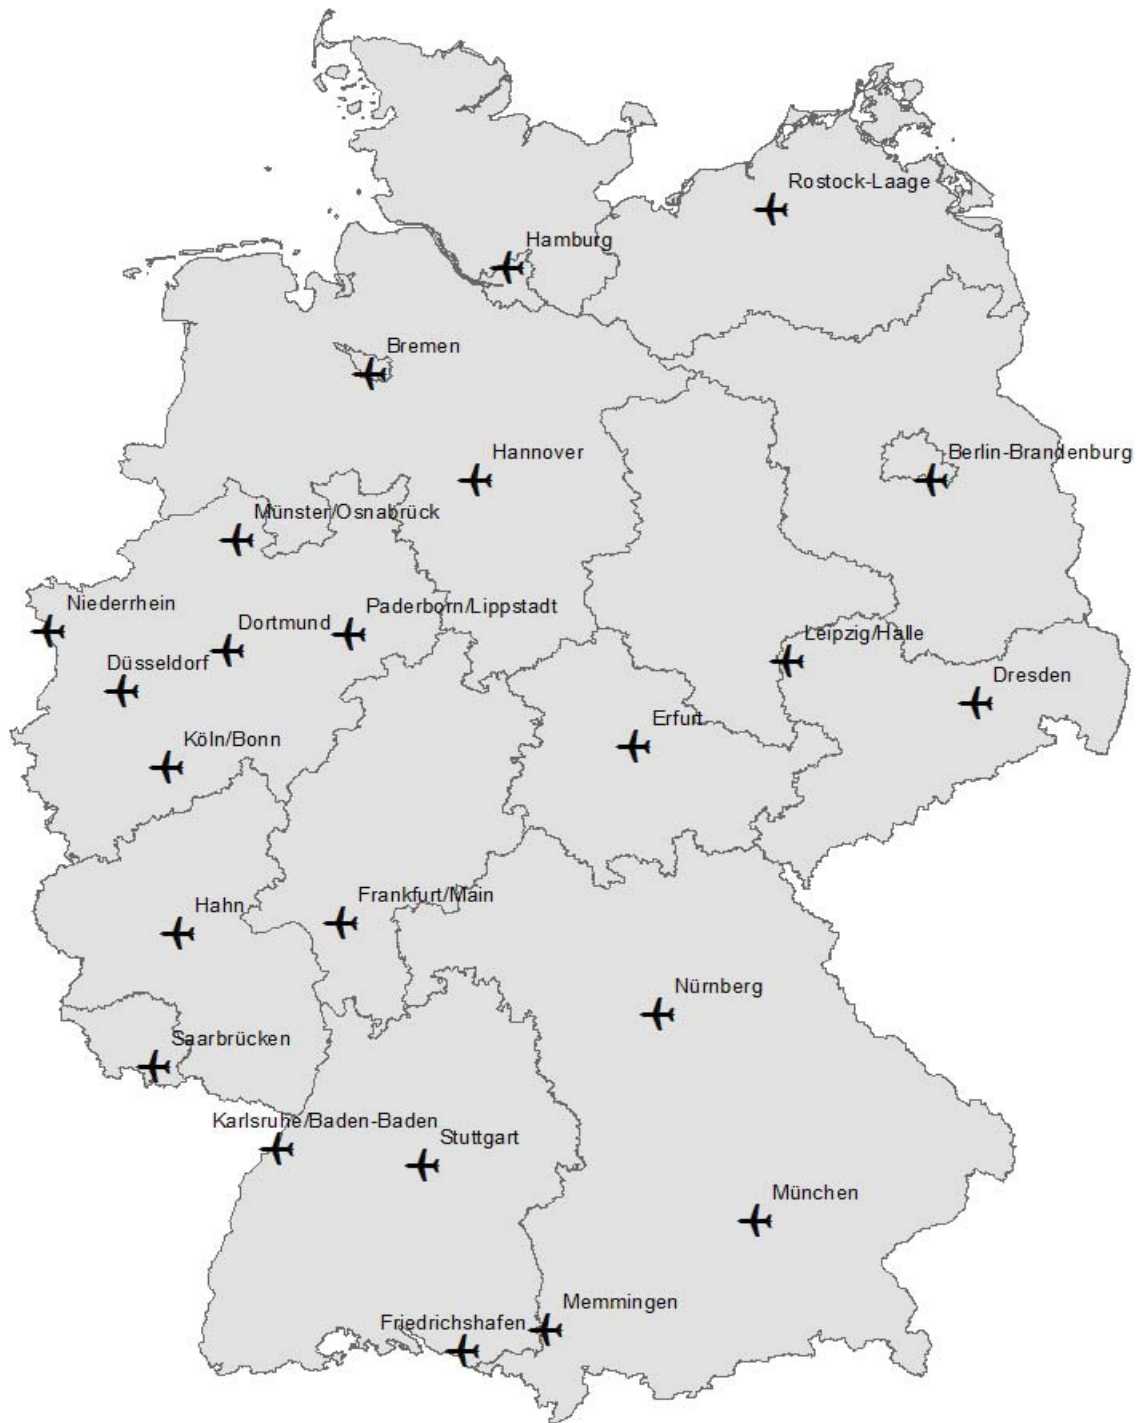 Rostock-Laage
Hamburg
Bremen
Hannover
Berlin-Brandenburg
Münster/Osnabrück
Niederrhein
Dortmund
Paderborn/Lippstadt
Leipzig/Halle
Düsseldorf
Dresden
Erfurt
Köln/Bonn
Hahn
Frankfurt/Main
Nürnberg
Saarbrücken
Karlsruhe/Baden-Baden
Stuttgart
München
Memmingen
Friedrichshafen